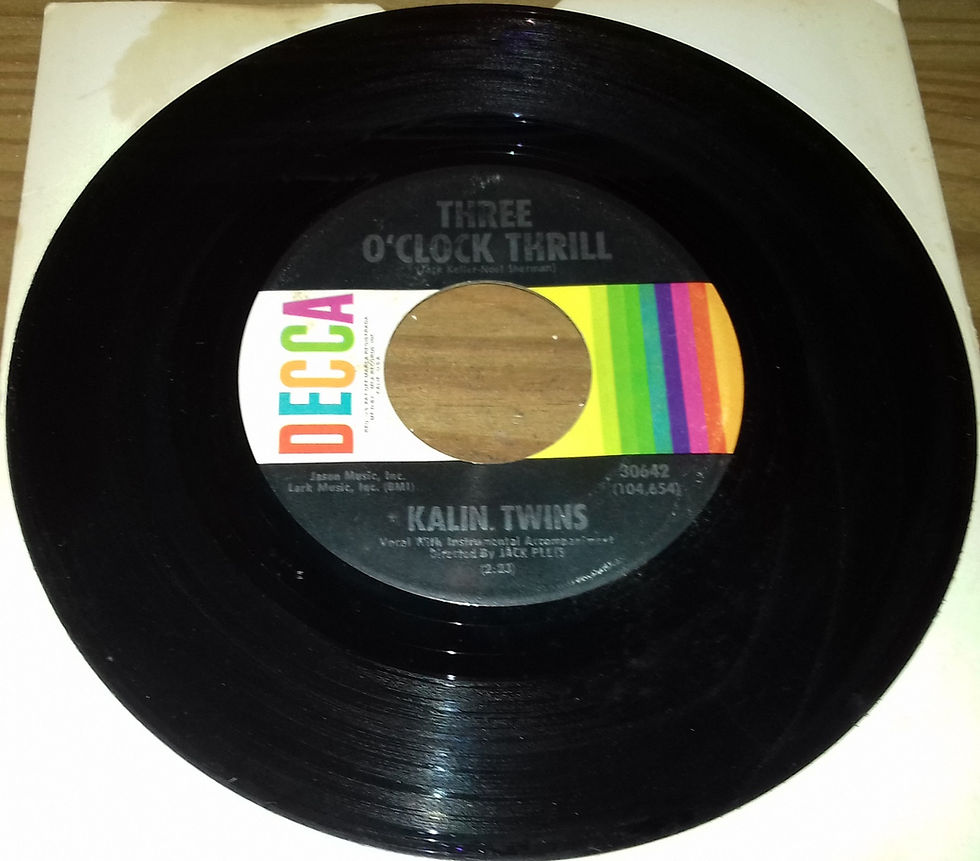 THREE
O'CLOCK THRILL
(Jack Keller-Noel Sherman)
DECCA
Jason Music, Inc.
Lark Music, Inc. (BMI)
30642
(104,654)
KALIN TWINS
Vocal With Instrumental Accompaniment
Directed By JACK PLEIS
(2:23)